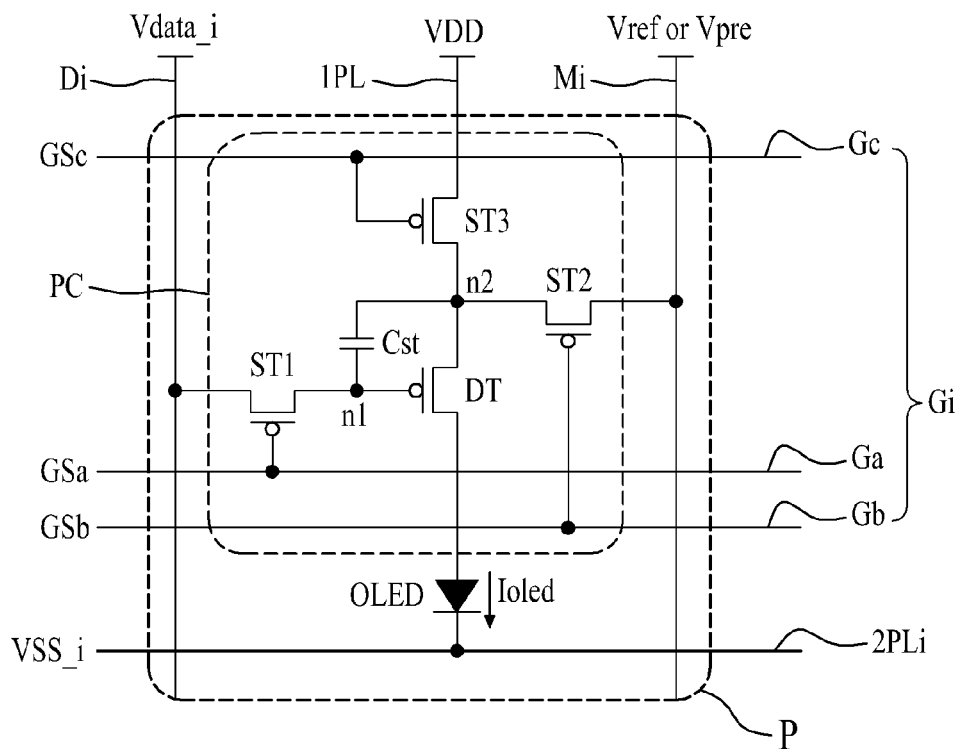 Vdata_i
VDD
Vref or Vpre
Di
1PL
Mi
GSc
Gc
ST3
PC
n2
ST2
Cst
ST1
DT
n1
Gi
GSa
Ga
GSb
Gb
OLED
Ioled
VSS_i
2PLi
P